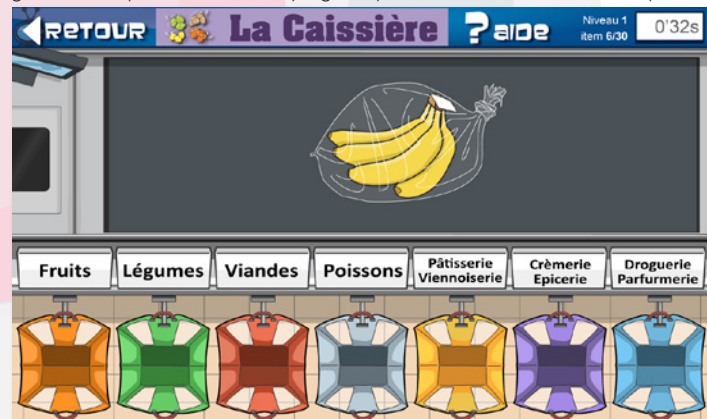 RETOUR La Caissière ? aide Niveau 1 0'32s
item 6/30
Fruits Légumes Viandes Poissons Pâtisserie Crèmerie Droguerie
Viennoiserie Epicerie Parfurmerie